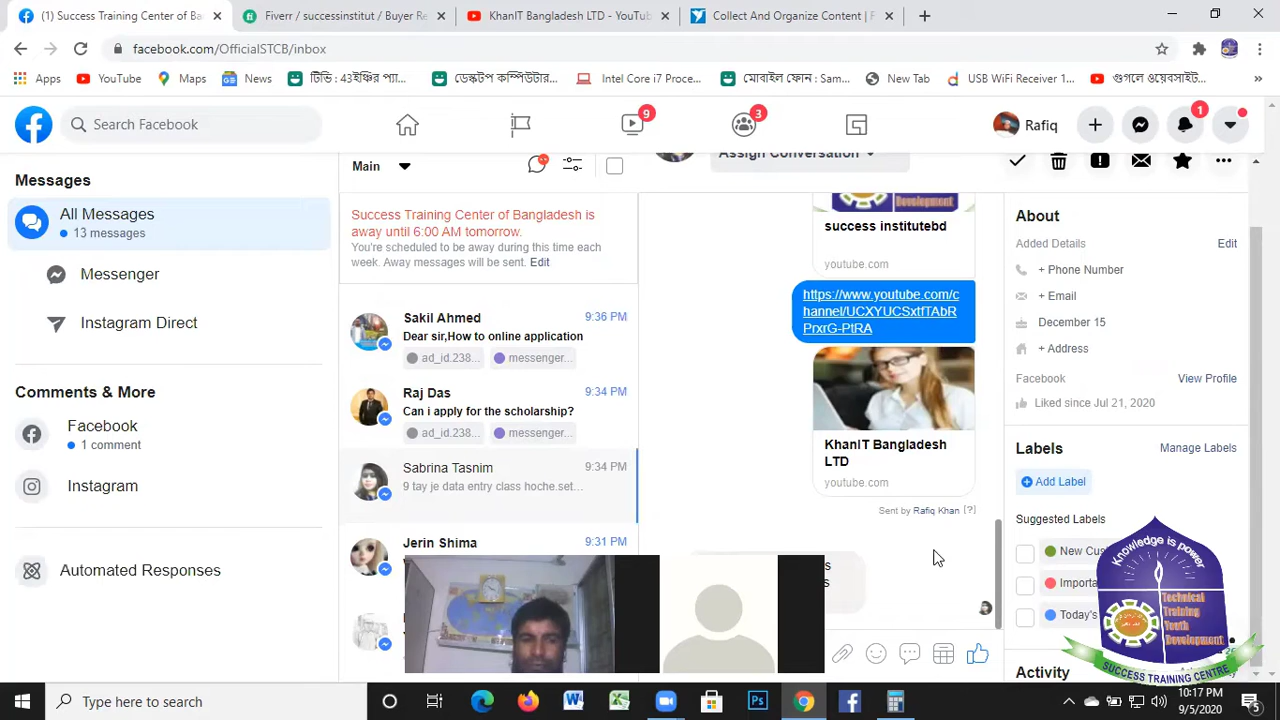 (1) Success Training Center of Ba
Fiverr / successinstitut / Buyer Re
KhanIT Bangladesh LTD - YouTub
Collect And Organize Content | F
facebook.com/OfficialSTCB/inbox
Apps
YouTube
Maps
News
টিভি : 43ইঞ্চির প্যা...
ডেস্কটপ কম্পিউটার...
Intel Core i7 Proce...
মোবাইল ফোন : Sam...
New Tab
USB WiFi Receiver 1...
গুগলে ওয়েবসাইট...
Search Facebook
9
3
Rafiq
1
Messages
All Messages
13 messages
Messenger
Instagram Direct
Comments & More
Facebook
1 comment
Instagram
Automated Responses
Main
Success Training Center of Bangladesh is
away until 6:00 AM tomorrow.
You're scheduled to be away during this time each
week. Away messages will be sent. Edit
Sakil Ahmed
9:36 PM
Dear sir,How to online application
ad_id.238...
messenger...
Raj Das
9:34 PM
Can i apply for the scholarship?
ad_id.238...
messenger...
Sabrina Tasnim
9:34 PM
9 tay je data entry class hoche.set...
Jerin Shima
9:31 PM
Assign Conversation
Development
success institutebd
youtube.com
https://www.youtube.com/c
hannel/UCXYUCSxtfTAbR
PrxrG-PtRA
KhanIT Bangladesh
LTD
youtube.com
Sent by Rafiq Khan [?]
s
s
About
Added Details
Edit
+ Phone Number
+ Email
December 15
+ Address
Facebook
View Profile
Liked since Jul 21, 2020
Labels
Manage Labels
Add Label
Suggested Labels
New Cus
Importa
Today's
Activity
Knowledge is power
Technical
Training
Youth
Development
SUCCESS TRAINING CENTRE
Type here to search
10:17 PM
9/5/2020
5